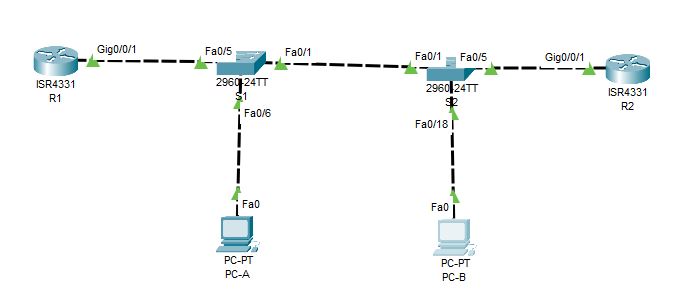 Gig0/0/1
Fa0/5
Fa0/1
Fa0/1
Fa0/5
Gig0/0/1
ISR4331
R1
2960-24TT
S1
2960-24TT
S2
ISR4331
R2
Fa0/6
Fa0/18
Fa0
Fa0
PC-PT
PC-A
PC-PT
PC-B